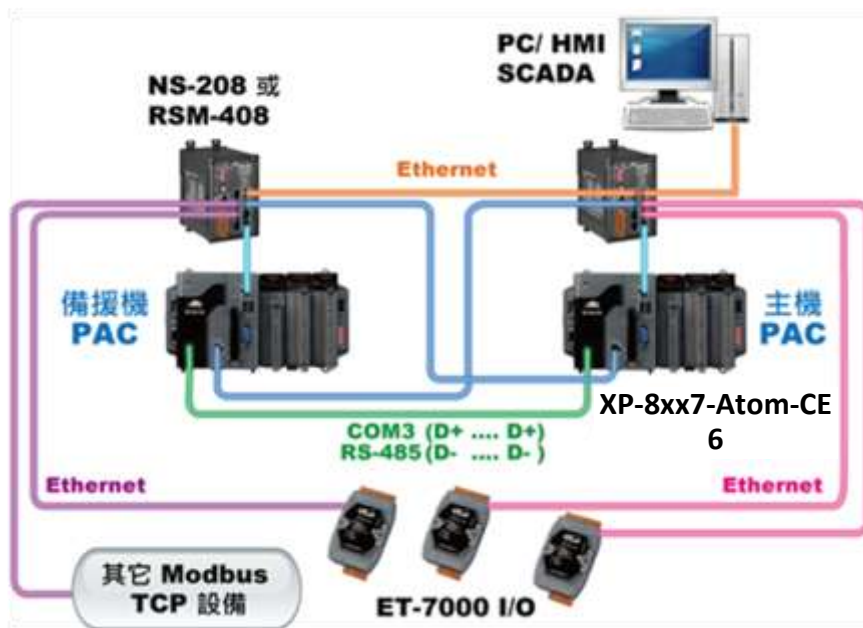 PC/ HMI
SCADA
NS-208 或
RSM-408
Ethernet
備援機
PAC
主機
PAC
XP-8xx7-Atom-CE
6
COM3 (D+ .... D+)
RS-485(D- .... D- )
Ethernet
Ethernet
其它 Modbus
TCP 設備
ET-7000 I/O